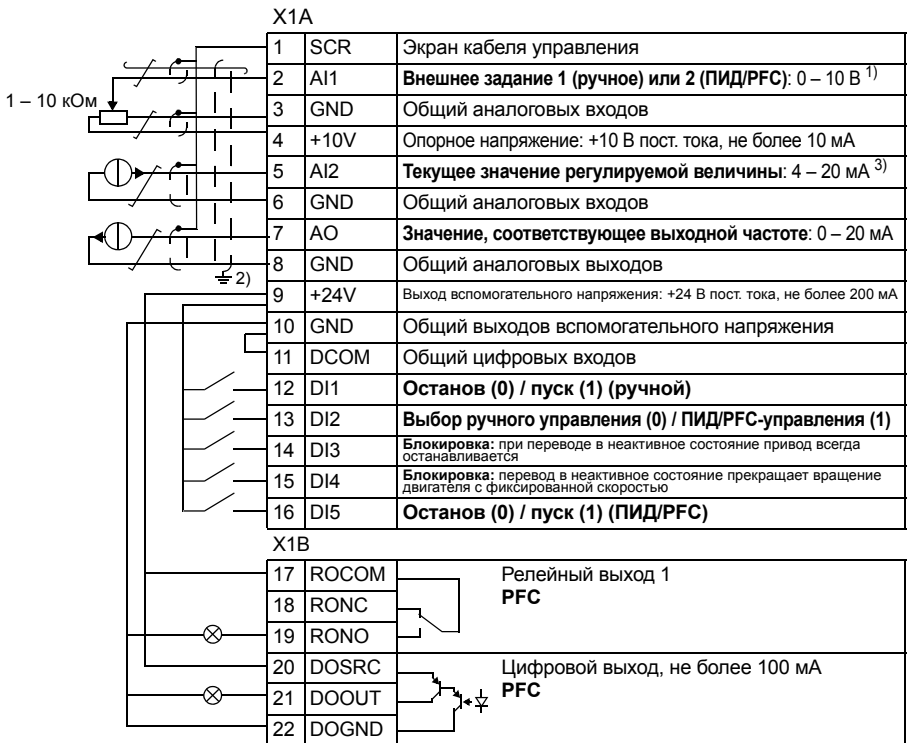 X1A
1 SCR Экран кабеля управления
2 AI1 Внешнее задание 1 (ручное) или 2 (ПИД/PFC): 0 – 10 В 1)
1 – 10 кОм
3 GND Общий аналоговых входов
4 +10V Опорное напряжение: +10 В пост. тока, не более 10 мА
5 AI2 Текущее значение регулируемой величины: 4 – 20 мА 3)
6 GND Общий аналоговых входов
7 AO Значение, соответствующее выходной частоте: 0 – 20 мА
8 GND Общий аналоговых выходов
2)
9 +24V Выход вспомогательного напряжения: +24 В пост. тока, не более 200 мА
10 GND Общий выходов вспомогательного напряжения
11 DCOM Общий цифровых входов
12 DI1 Останов (0) / пуск (1) (ручной)
13 DI2 Выбор ручного управления (0) / ПИД/PFC-управления (1)
14 DI3 Блокировка: при переводе в неактивное состояние привод всегда
останавливается
15 DI4 Блокировка: перевод в неактивное состояние прекращает вращение
двигателя с фиксированной скоростью
16 DI5 Останов (0) / пуск (1) (ПИД/PFC)
X1B
17 ROCOM Релейный выход 1
18 RONC PFC
19 RONO
20 DOSRC Цифровой выход, не более 100 мА
21 DOOUT PFC
22 DOGND